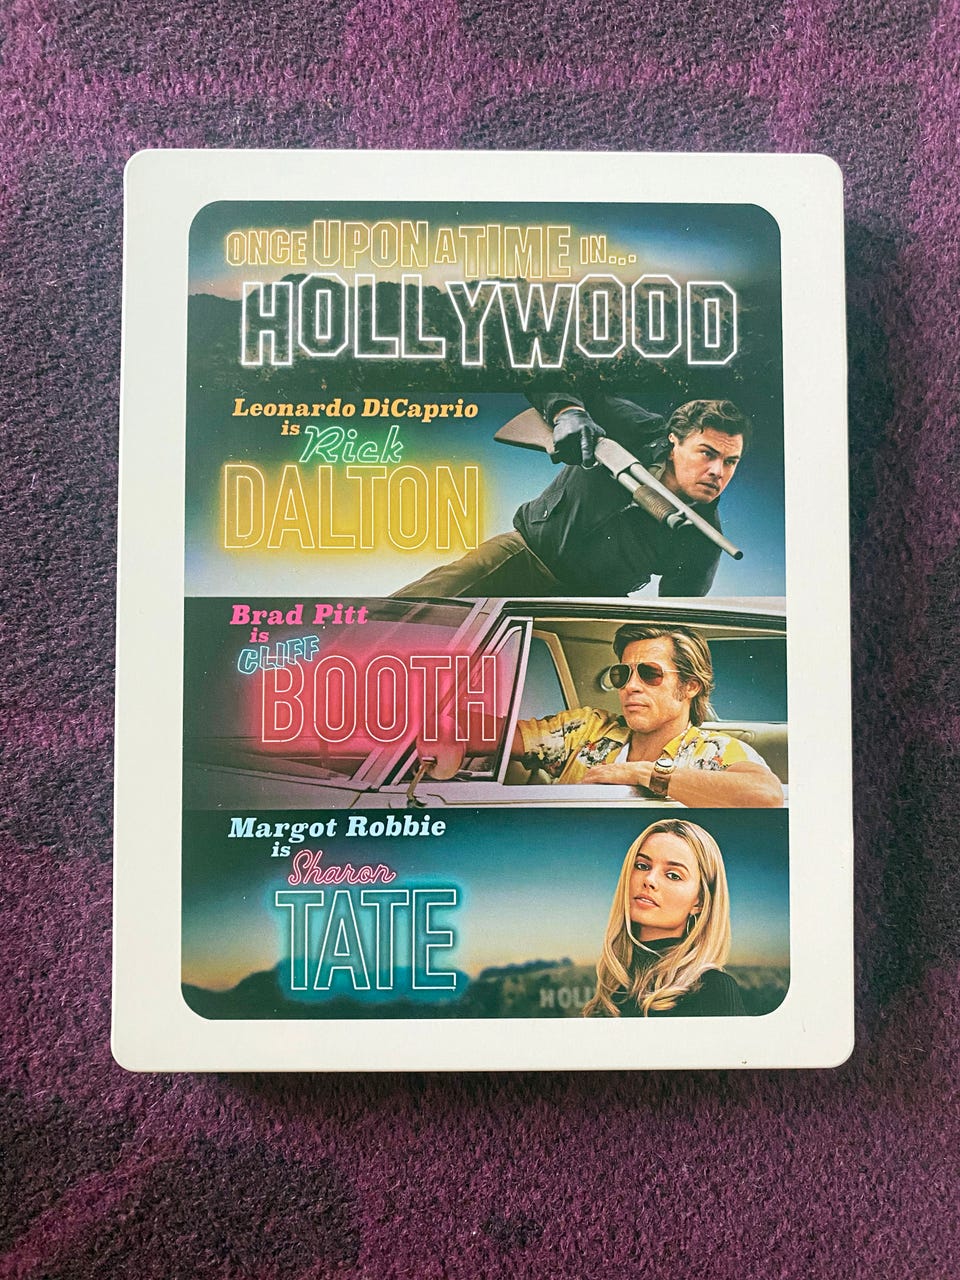 ONCE UPON A TIME IN...
HOLLYWOOD
Leonardo DiCaprio
is Rick
DALTON
Brad Pitt
is
CLIFF
BOOTH
Margot Robbie
is
Sharon
TATE
HOLL